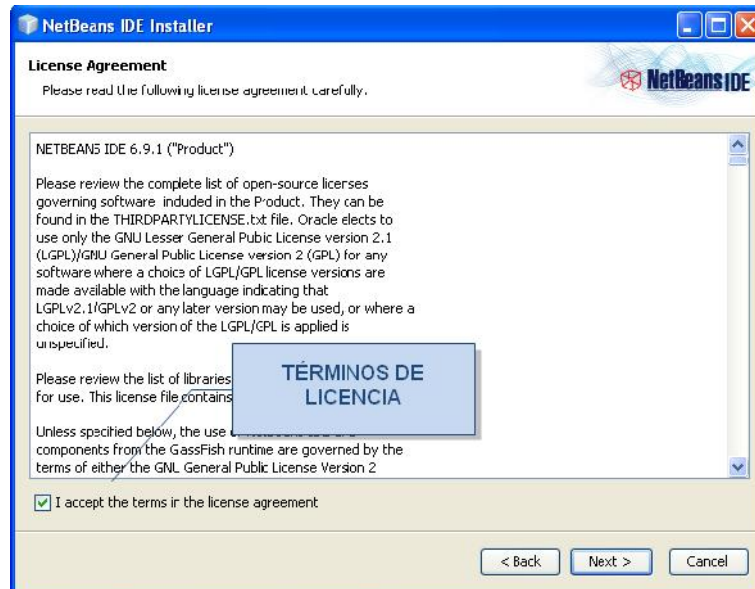 NetBeans IDE Installer
License Agreement
Please read the following license agreement carefully.
NetBeans IDE
NETBEANS IDE 6.9.1 ("Product")
Please review the complete list of open-source licenses
governing software included in the Product. They can be
found in the THIRDPARTYLICENSE.txt file. Oracle elects to
use only the GNU Lesser General Pubic License version 2.1
(LGPL)/GNU General Public License version 2 (GPL) for any
software where a choice of LGPL/GPL license versions are
made available with the language indicating that
LGPLv2.1/GPLv2 or any later version may be used, or where a
choice of which version of the LGPL/GPL is applied is
unspecified.
Please review the list of libraries
for use. This license file contains
TÉRMINOS DE
LICENCIA
Unless specified below, the use
components from the GassFish runtime are governed by the
terms of either the GNL General Public License Version 2
I accept the terms in the license agreement
< Back
Next >
Cancel